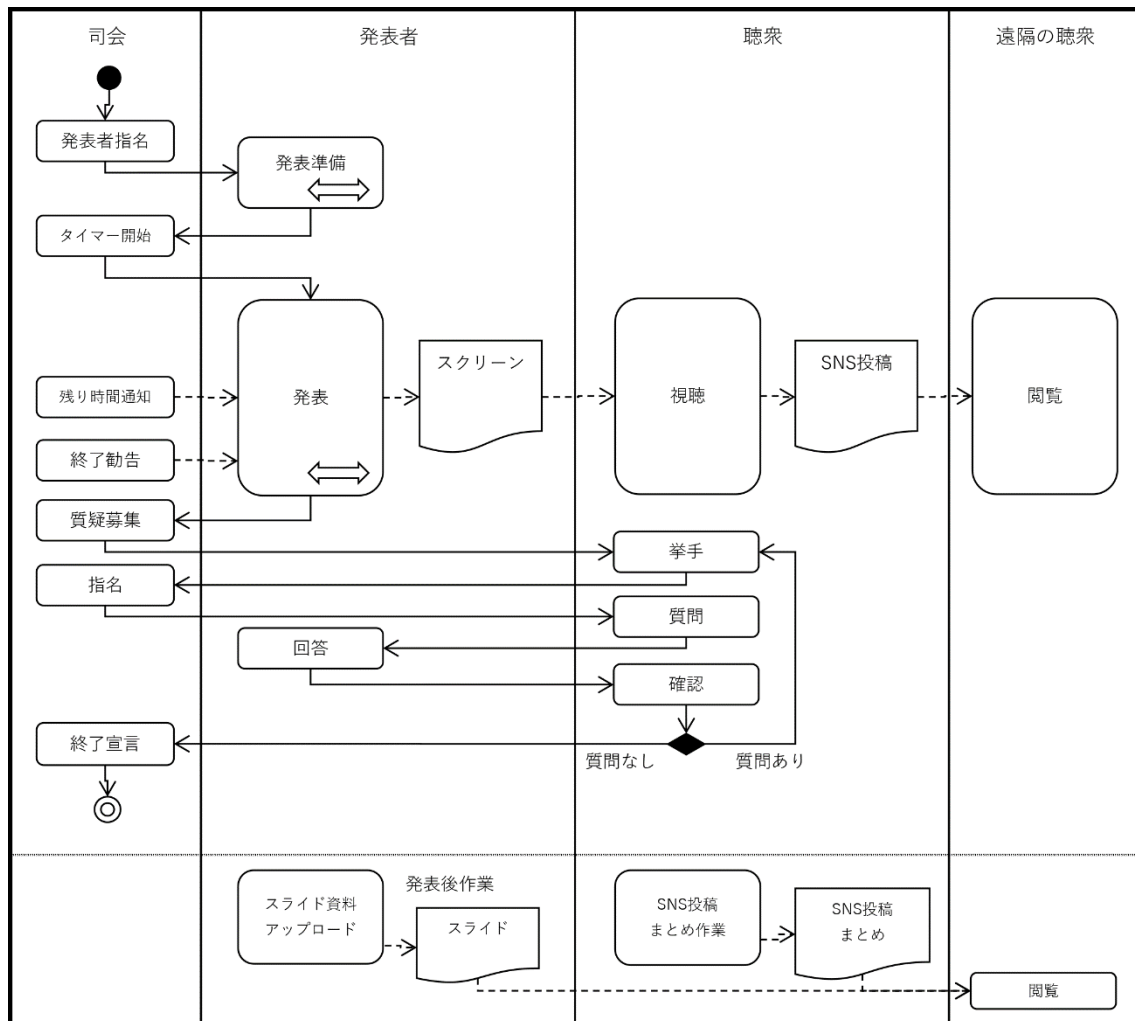 司会
発表者
聴衆
遠隔の聴衆
発表者指名
発表準備
タイマー開始
発表
スクリーン
視聴
SNS投稿
閲覧
残り時間通知
終了勧告
質疑募集
挙手
指名
質問
回答
確認
終了宣言
質問なし
質問あり
発表後作業
スライド資料
アップロード
スライド
SNS投稿
まとめ作業
SNS投稿
まとめ
閲覧